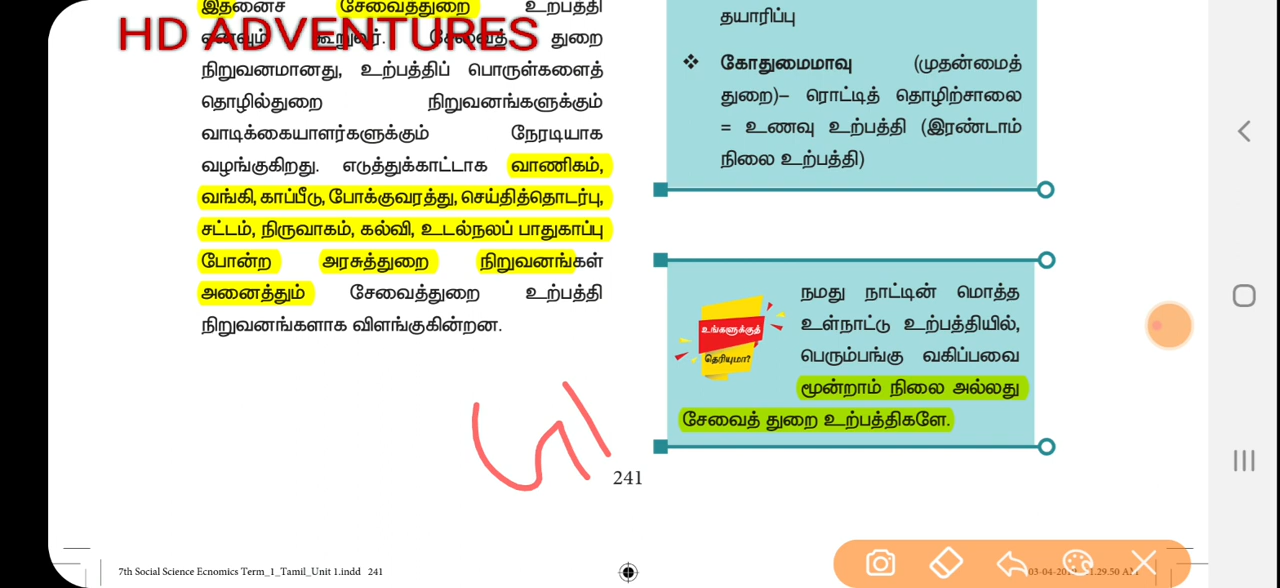 இதனைச் சேவைத்துறை உற்பத்தி
எனவும் கூறுவர். சேவைத் துறை
HD ADVENTURES
நிறுவனமானது, உற்பத்திப் பொருள்களைத்
தொழில்துறை நிறுவனங்களுக்கும்
வாடிக்கையாளர்களுக்கும் நேரடியாக
வழங்குகிறது. எடுத்துக்காட்டாக வாணிகம்,
வங்கி, காப்பீடு, போக்குவரத்து, செய்தித்தொடர்பு,
சட்டம், நிருவாகம், கல்வி, உடல்நலப் பாதுகாப்பு
போன்ற அரசுத்துறை நிறுவனங்கள்
அனைத்தும் சேவைத்துறை உற்பத்தி
நிறுவனங்களாக விளங்குகின்றன.
தயாரிப்பு
❖ கோதுமைமாவு (முதன்மைத்
துறை)– ரொட்டித் தொழிற்சாலை
= உணவு உற்பத்தி (இரண்டாம்
நிலை உற்பத்தி)
உங்களுக்குத்
தெரியுமா?
நமது நாட்டின் மொத்த
உள்நாட்டு உற்பத்தியில்,
பெரும்பங்கு வகிப்பவை
மூன்றாம் நிலை அல்லது
சேவைத் துறை உற்பத்திகளே.
241
7th Social Science Ecnomics Term_1_Tamil_Unit 1.indd 241